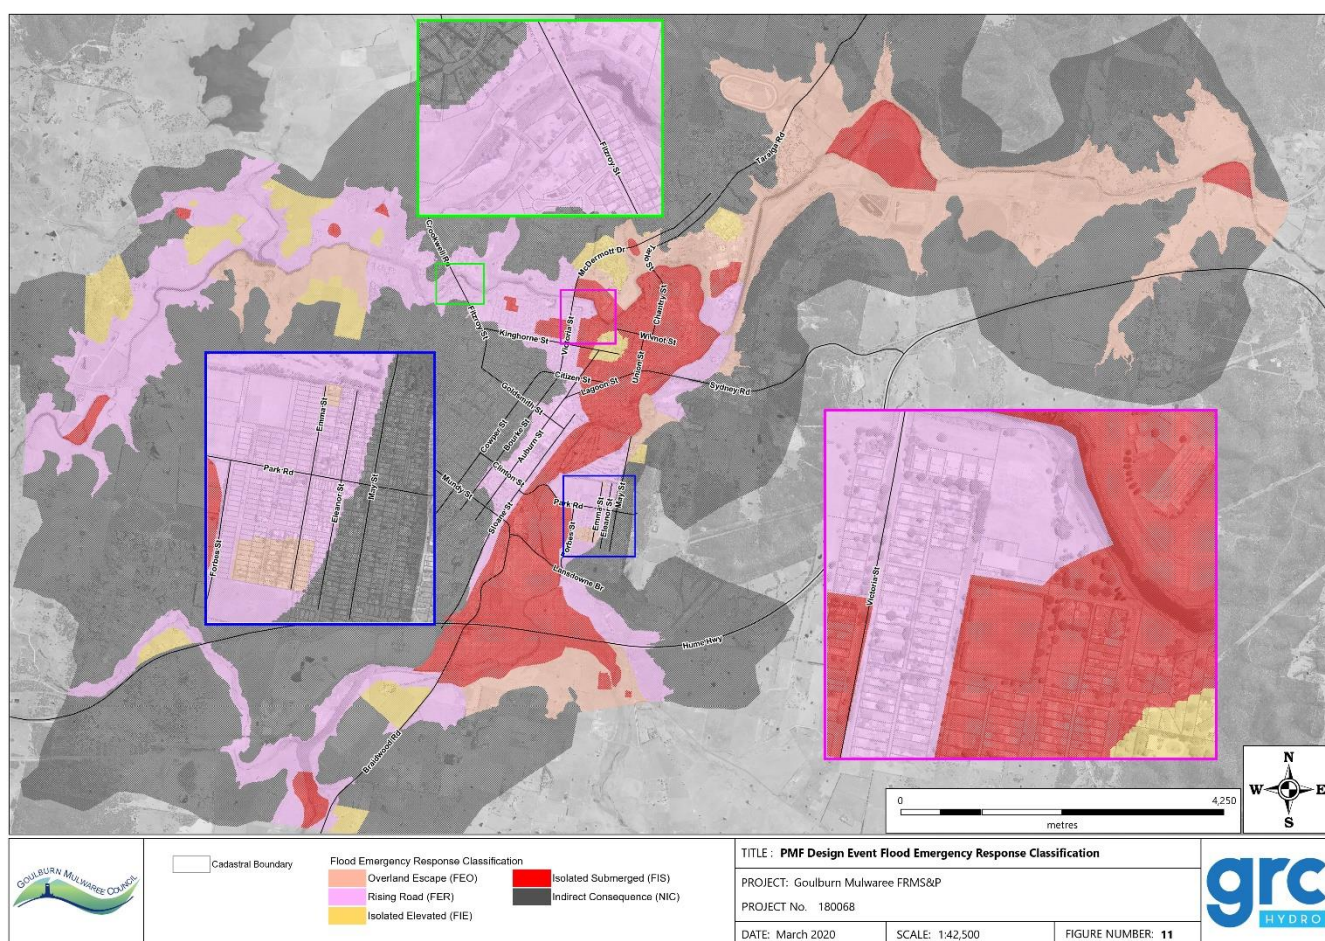 Fitzroy St
Taralga Rd
Crookwell Rd
McDermott Dr
Tarlo St
Chantry St
Fitzroy St
Victoria St
Kinghorne St
Wilmot St
Union St
Citizen St
Lagoon St
Sydney Rd
Goldsmith St
Cowper St
Bourke St
Auburn St
Clinton St
Mundy St
Sloane St
Park Rd
Forbes St
Emma St
Eleanor St
May St
Lansdowne Br
Hume Hwy
Braidwood Rd
Emma St
Park Rd
Eleanor St
May St
Forbes St
Victoria St
N
W E
S
0 4,250
metres
GOULBURN MULWAREE COUNCIL
Cadastral Boundary
Flood Emergency Response Classification
Overland Escape (FEO)
Rising Road (FER)
Isolated Elevated (FIE)
Isolated Submerged (FIS)
Indirect Consequence (NIC)
TITLE : PMF Design Event Flood Emergency Response Classification
PROJECT: Goulburn Mulwaree FRMS&P
PROJECT No. 180068
DATE: March 2020
SCALE: 1:42,500
FIGURE NUMBER: 11
grc
HYDRO